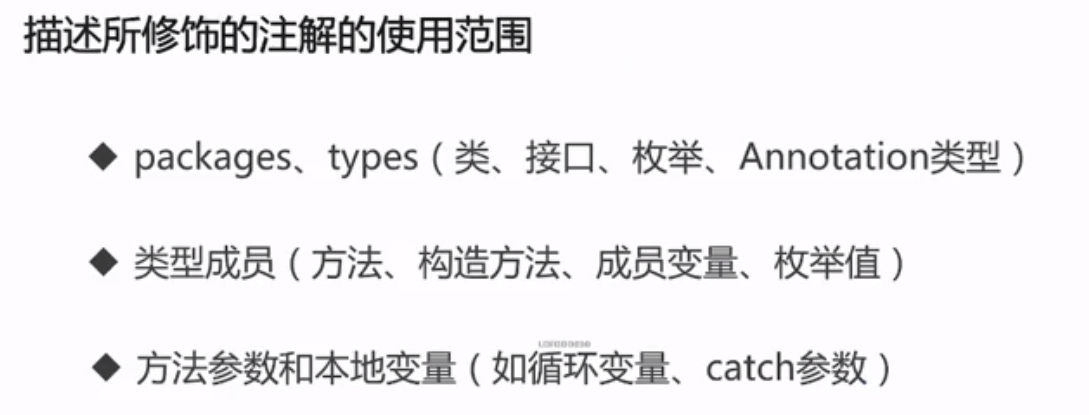 描述所修饰的注解的使用范围
◆ packages、types（类、接口、枚举、Annotation类型）
◆ 类型成员（方法、构造方法、成员变量、枚举值）
◆ 方法参数和本地变量（如循环变量、catch参数）